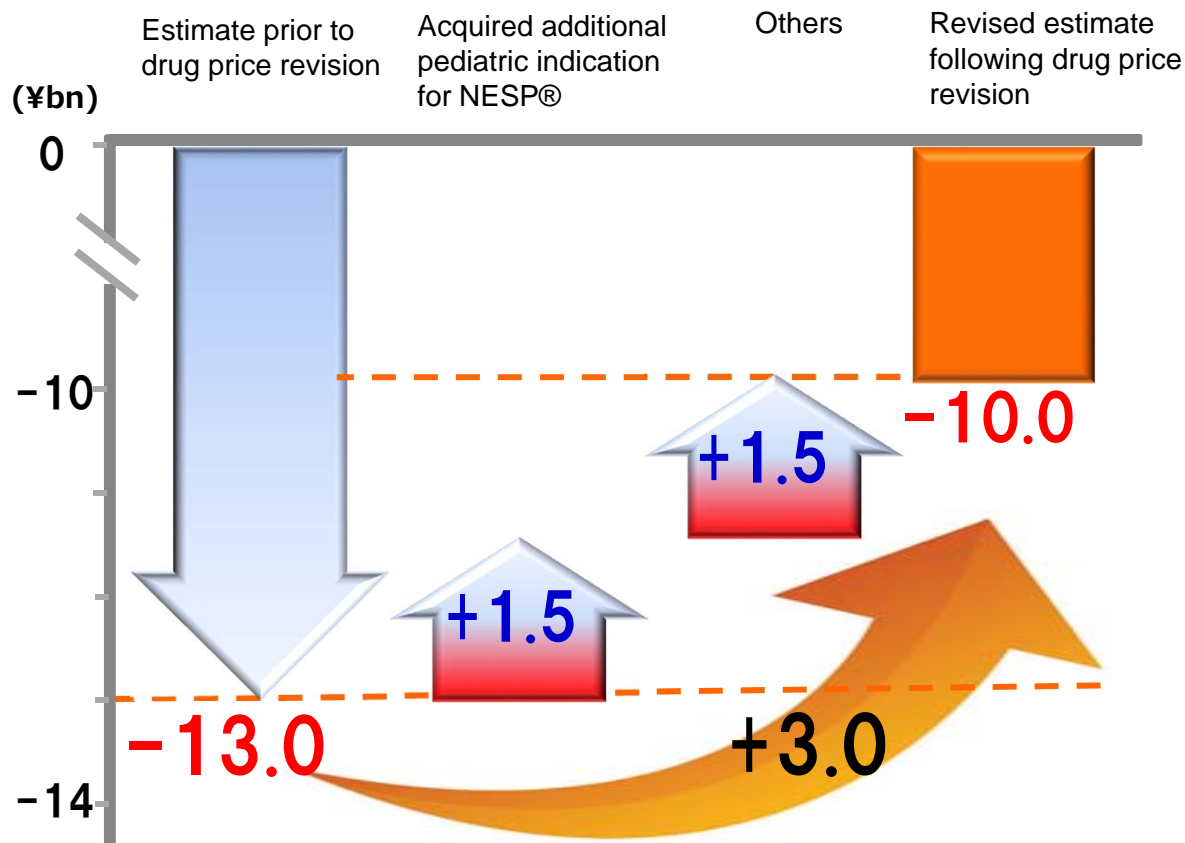 Estimate prior to
drug price revision
Acquired additional
pediatric indication
for NESP®
Others
Revised estimate
following drug price
revision
(¥bn)
0
-10
-10.0
+1.5
+1.5
-13.0
+3.0
-14